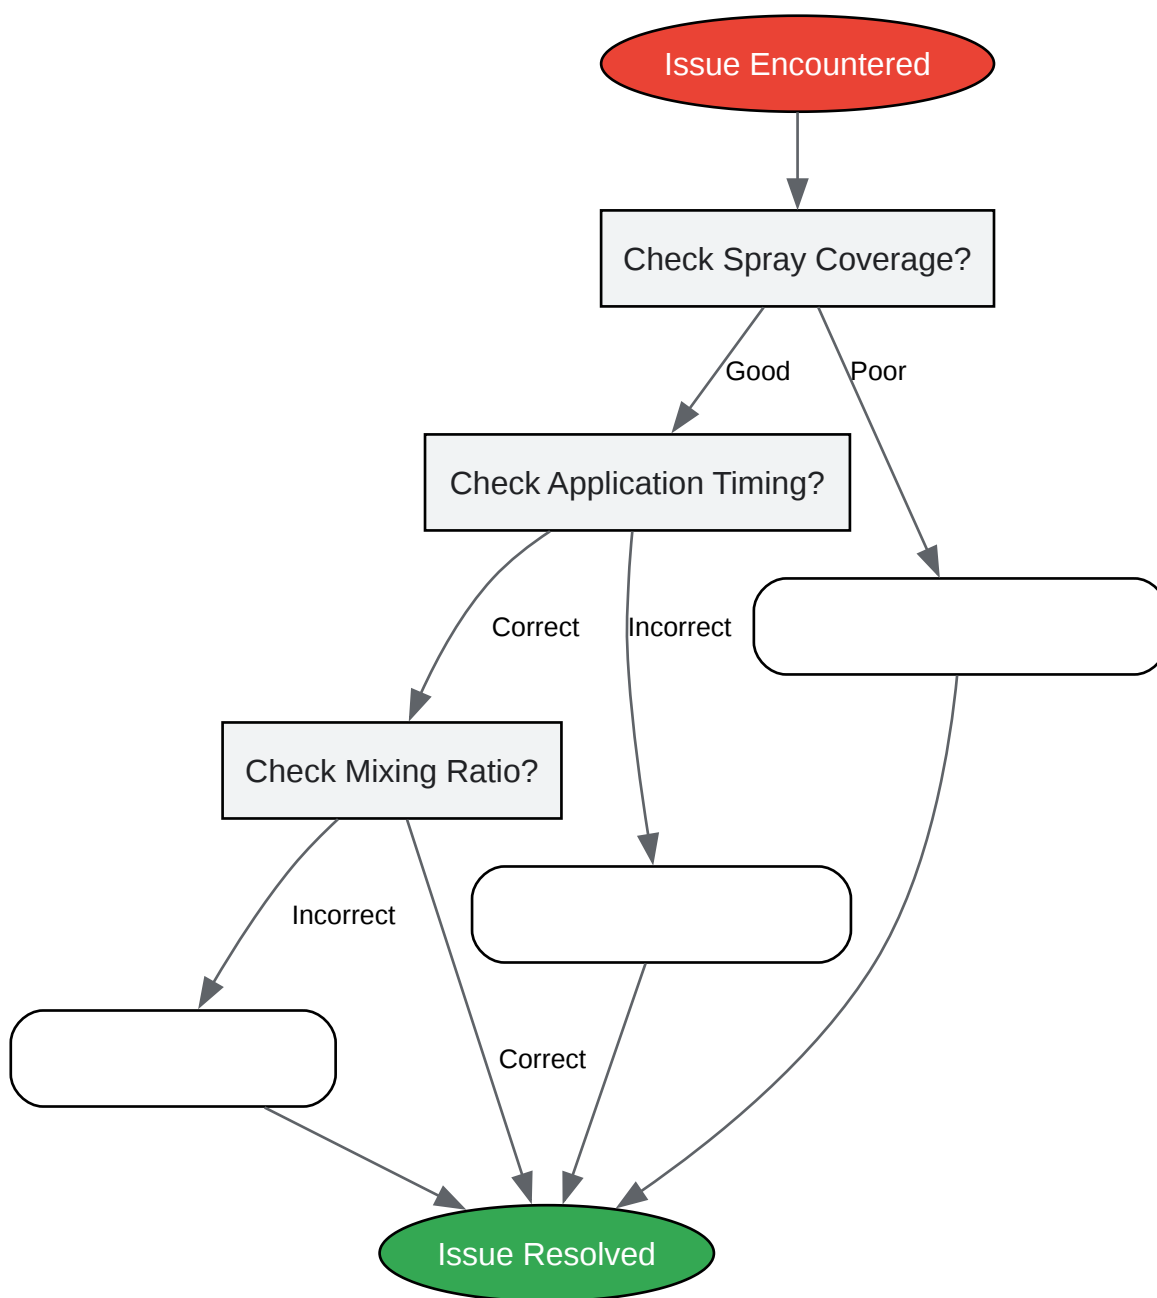 Issue Encountered
Check Spray Coverage?
Good
Poor
Check Application Timing?
Correct
Incorrect
Check Mixing Ratio?
Incorrect
Correct
Issue Resolved